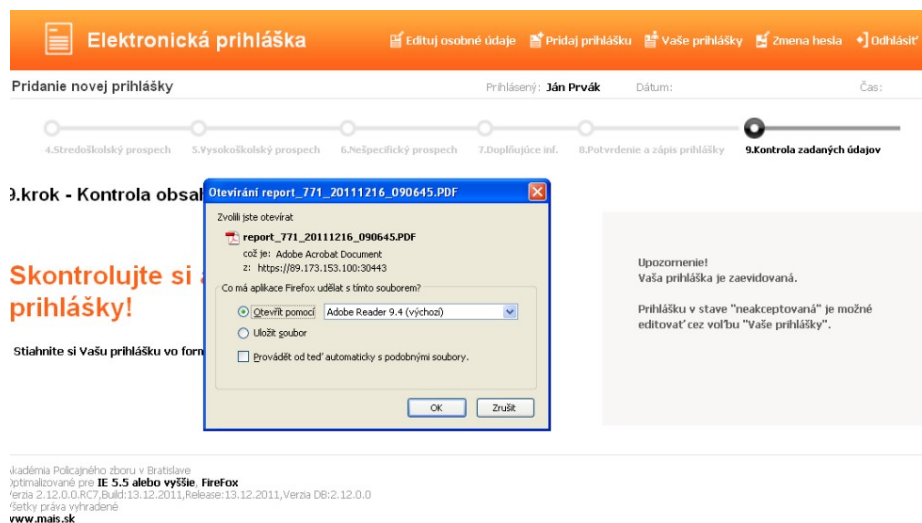 Elektronická prihláška
Edituj osobné údaje Pridaj prihlášku Vaše prihlášky Zmena hesla Odhlásiť
Pridanie novej prihlášky Prihlásený: Ján Prvák Dátum: Čas:
4.Stredoškolský prospech 5.Vysokoškolský prospech 6.Nešpecifický prospech 7.Doplňujúce inf. 8.Potvrdenie a zápis prihlášky 9.Kontrola zadaných údajov
9.krok - Kontrola obsa
Otevírání report_771_20111216_090645.PDF
Zvolili jste otevírat
report_771_20111216_090645.PDF
což je: Adobe Acrobat Document
z: https://89.173.153.100:30443
Co má aplikace Firefox udělat s tímto souborem?
Otevřít pomocí Adobe Reader 9.4 (výchozí)
Uložit soubor
Provádět od teď automaticky s podobnými soubory.
OK Zrušit
Skontrolujte si
prihlášky!
Stiahnite si Vašu prihlášku vo form
Upozornenie!
Vaša prihláška je zaevidovaná.
Prihlášku v stave "neakceptovaná" je možné
editovať cez voľbu "Vaše prihlášky".
Akadémia Policajného zboru v Bratislave
Optimalizované pre IE 5.5 alebo vyššie, FireFox
Verzia 2.12.0.0.RC7,Build:13.12.2011,Release:13.12.2011,Verzia DB:2.12.0.0
Všetky práva vyhradené
www.mais.sk